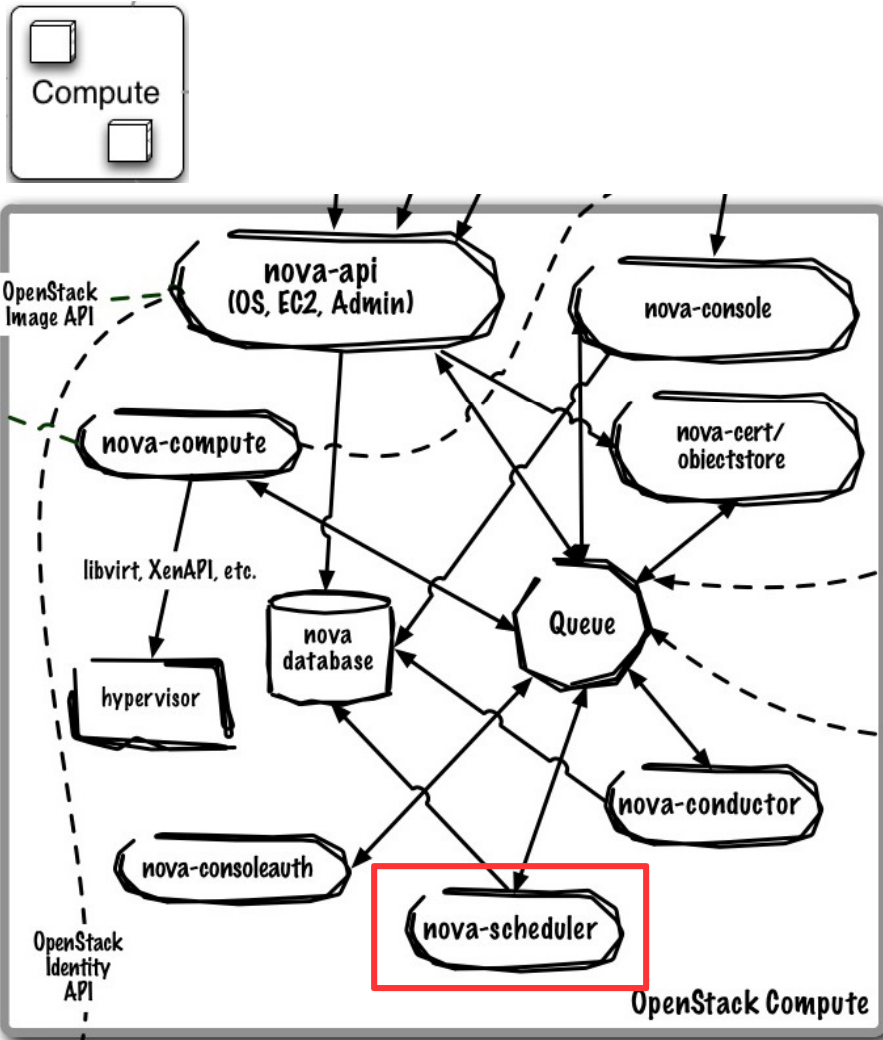 Compute
nova-api
(OS, EC2, Admin)
OpenStack
Image API
nova-console
nova-compute
nova-cert/
objectstore
libvirt, XenAPI, etc.
nova
database
Queue
hypervisor
nova-conductor
nova-consoleauth
nova-scheduler
OpenStack
Identity
API
OpenStack Compute